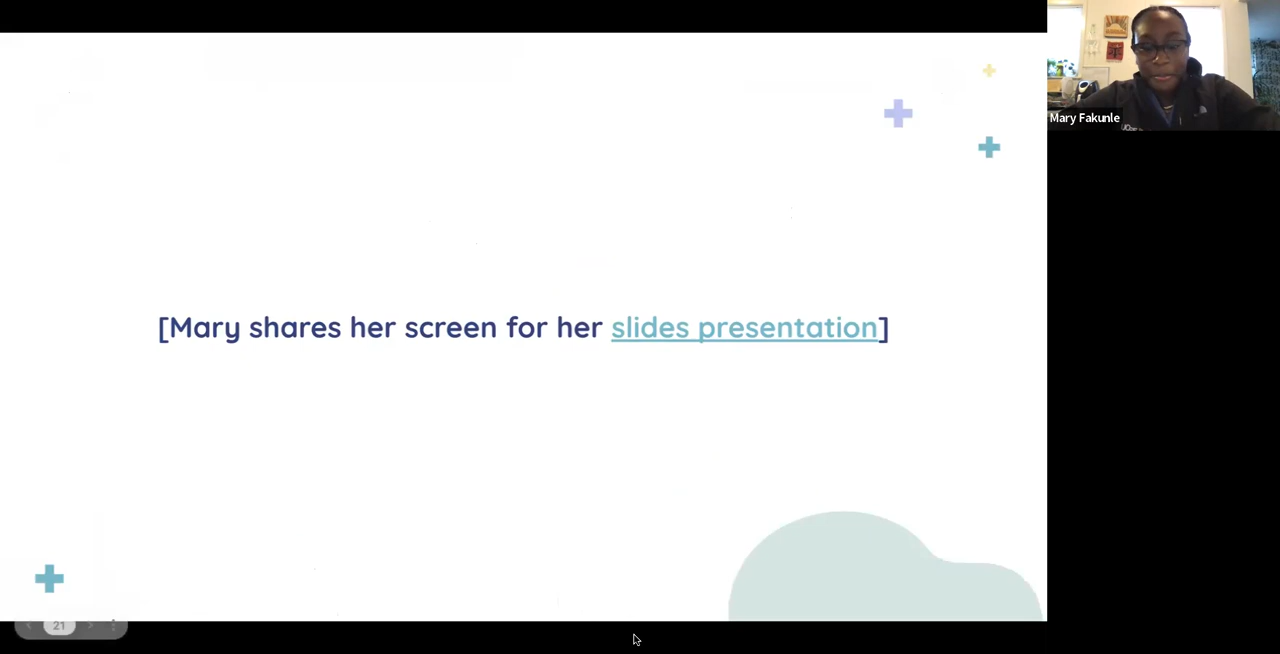 Mary Fakunle
[Mary shares her screen for her slides presentation]
21